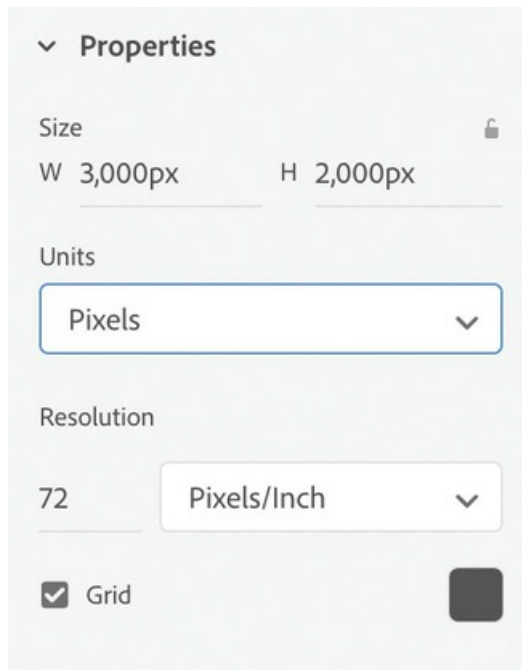 Properties
Size
W 3,000px H 2,000px
Units
Pixels
Resolution
72 Pixels/Inch
Grid